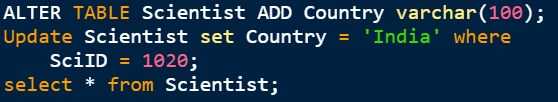 ALTER TABLE Scientist ADD Country varchar(100);
Update Scientist set Country = 'India' where
SciID = 1020;
select * from Scientist;